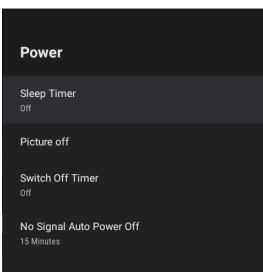 Power
Sleep Timer
Off
Picture off
Switch Off Timer
Off
No Signal Auto Power Off
15 Minutes